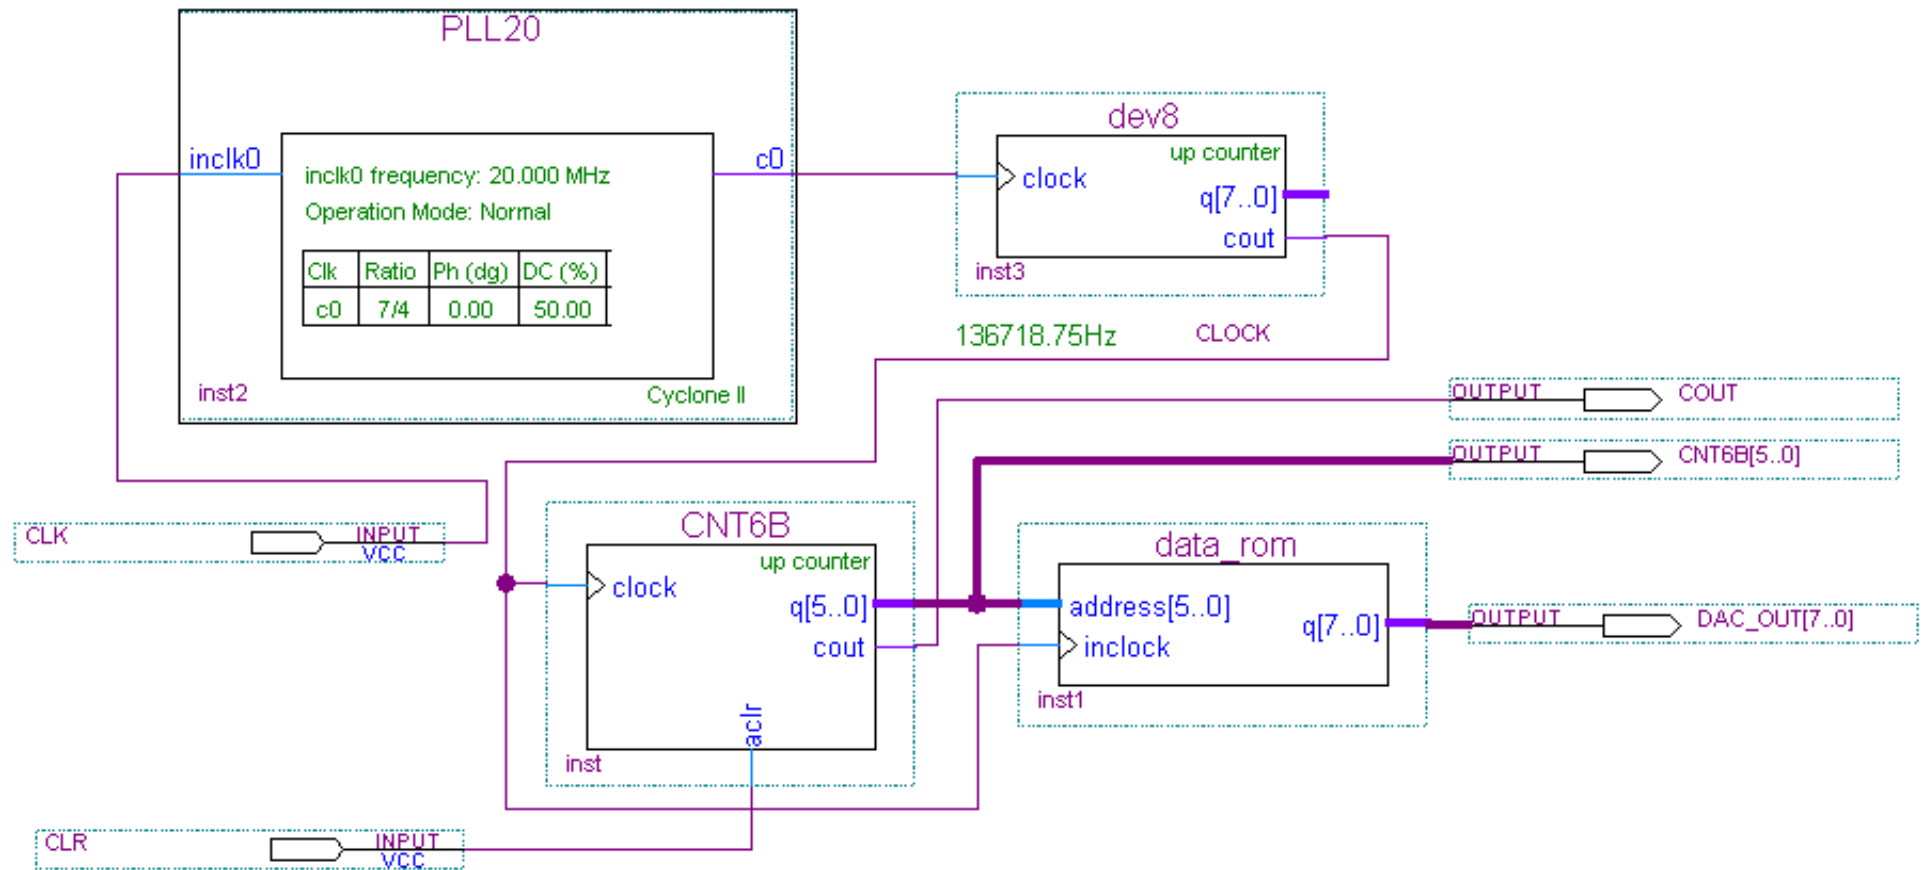 PLL20
inclk0
c0
inclk0 frequency: 20.000 MHz
Operation Mode: Normal
Clk Ratio Ph (dg) DC (%)
c0 7/4 0.00 50.00
inst2
Cyclone II
dev8
up counter
clock
q[7..0]
cout
inst3
136718.75Hz
CLOCK
OUTPUT
COUT
OUTPUT
CNT6B[5..0]
CLK
INPUT
VCC
CNT6B
up counter
clock
q[5..0]
cout
aclr
inst
data_rom
address[5..0]
q[7..0]
inclock
inst1
OUTPUT
DAC_OUT[7..0]
CLR
INPUT
VCC